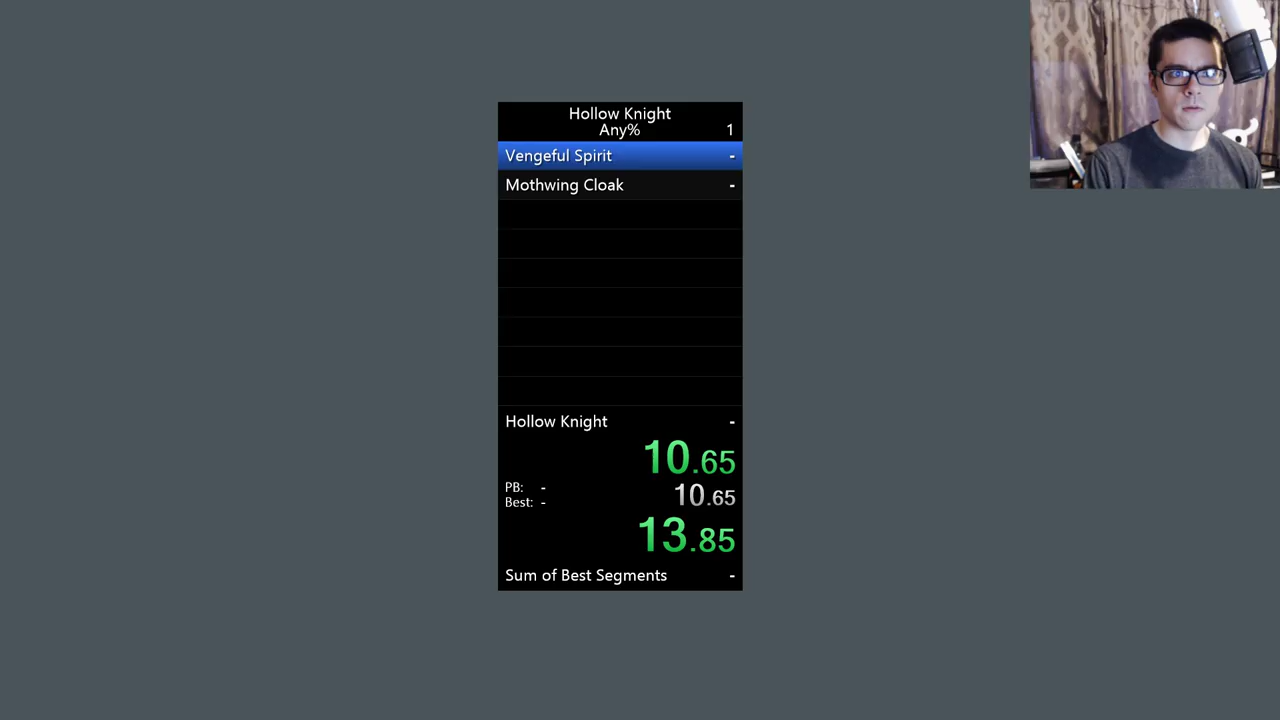 Hollow Knight
Any% 1
Vengeful Spirit -
Mothwing Cloak -
Hollow Knight -
10.65
PB: - 10.65
Best: -
13.85
Sum of Best Segments -